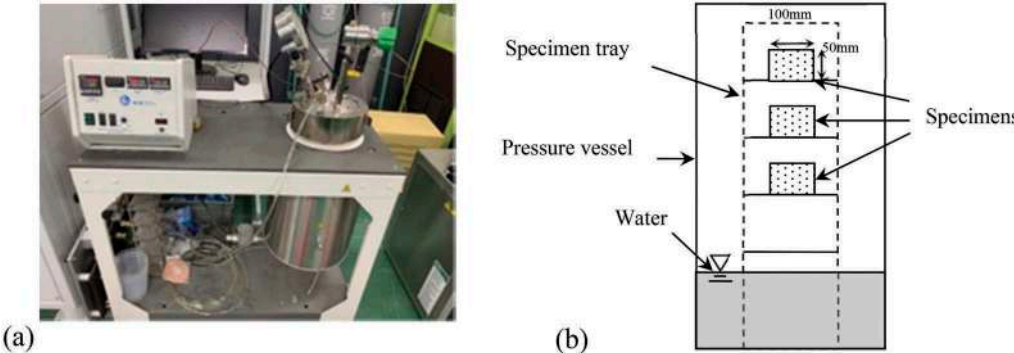 100mm
50mm
Specimen tray
Specimens
Pressure vessel
Water
(a)
(b)